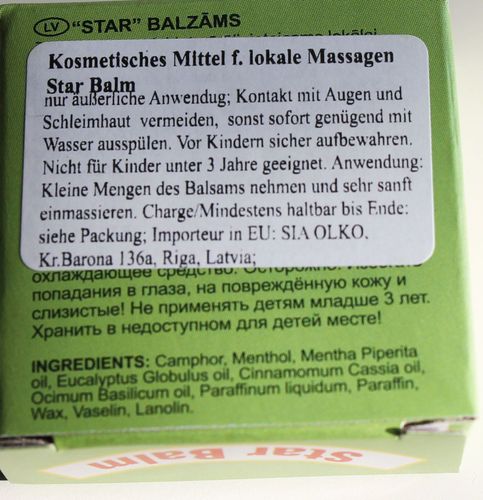 LV "STAR" BALZĀMS
Kosmetisches Mittel f. lokale Massagen
Star Balm
nur äußerliche Anwendug; Kontakt mit Augen und
Schleimhaut vermeiden, sonst sofort genügend mit
Wasser ausspülen. Vor Kindern sicher aufbewahren.
Nicht für Kinder unter 3 Jahre geeignet. Anwendung:
Kleine Mengen des Balsams nehmen und sehr sanft
einmassieren. Charge/Mindestens haltbar bis Ende:
siehe Packung; Importeur in EU: SIA OLKO,
Kr.Barona 136a, Riga, Latvia;
охлаждающее средство.
попадания в глаза, на повреждённую кожу и
слизистые! Не применять детям младше 3 лет.
Хранить в недоступном для детей месте!
INGREDIENTS: Camphor, Menthol, Mentha Piperita
oil, Eucalyptus Globulus oil, Cinnamomum Cassia oil,
Ocimum Basilicum oil, Paraffinum liquidum, Paraffin,
Wax, Vaselin, Lanolin.
Star Balm